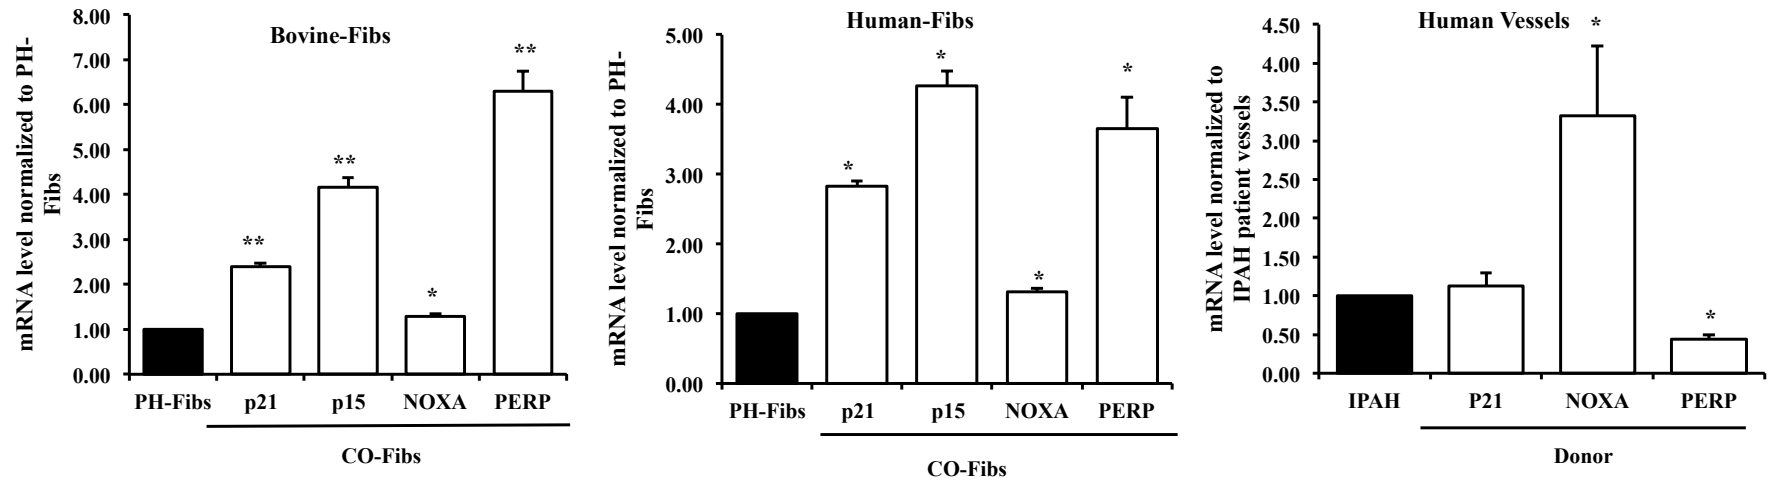 Bovine-Fibs
mRNA level normalized to PH-
Fibs
8.00
7.00
6.00
5.00
4.00
3.00
2.00
1.00
0.00
**
**
*
**
PH-Fibs p21 p15 NOXA PERP
CO-Fibs
Human-Fibs
mRNA level normalized to PH-
Fibs
5.00
4.00
3.00
2.00
1.00
0.00
*
*
*
*
PH-Fibs p21 p15 NOXA PERP
CO-Fibs
Human Vessels
mRNA level normalized to
IPAH patient vessels
4.50
4.00
3.50
3.00
2.50
2.00
1.50
1.00
0.50
0.00
*
*
IPAH P21 NOXA PERP
Donor